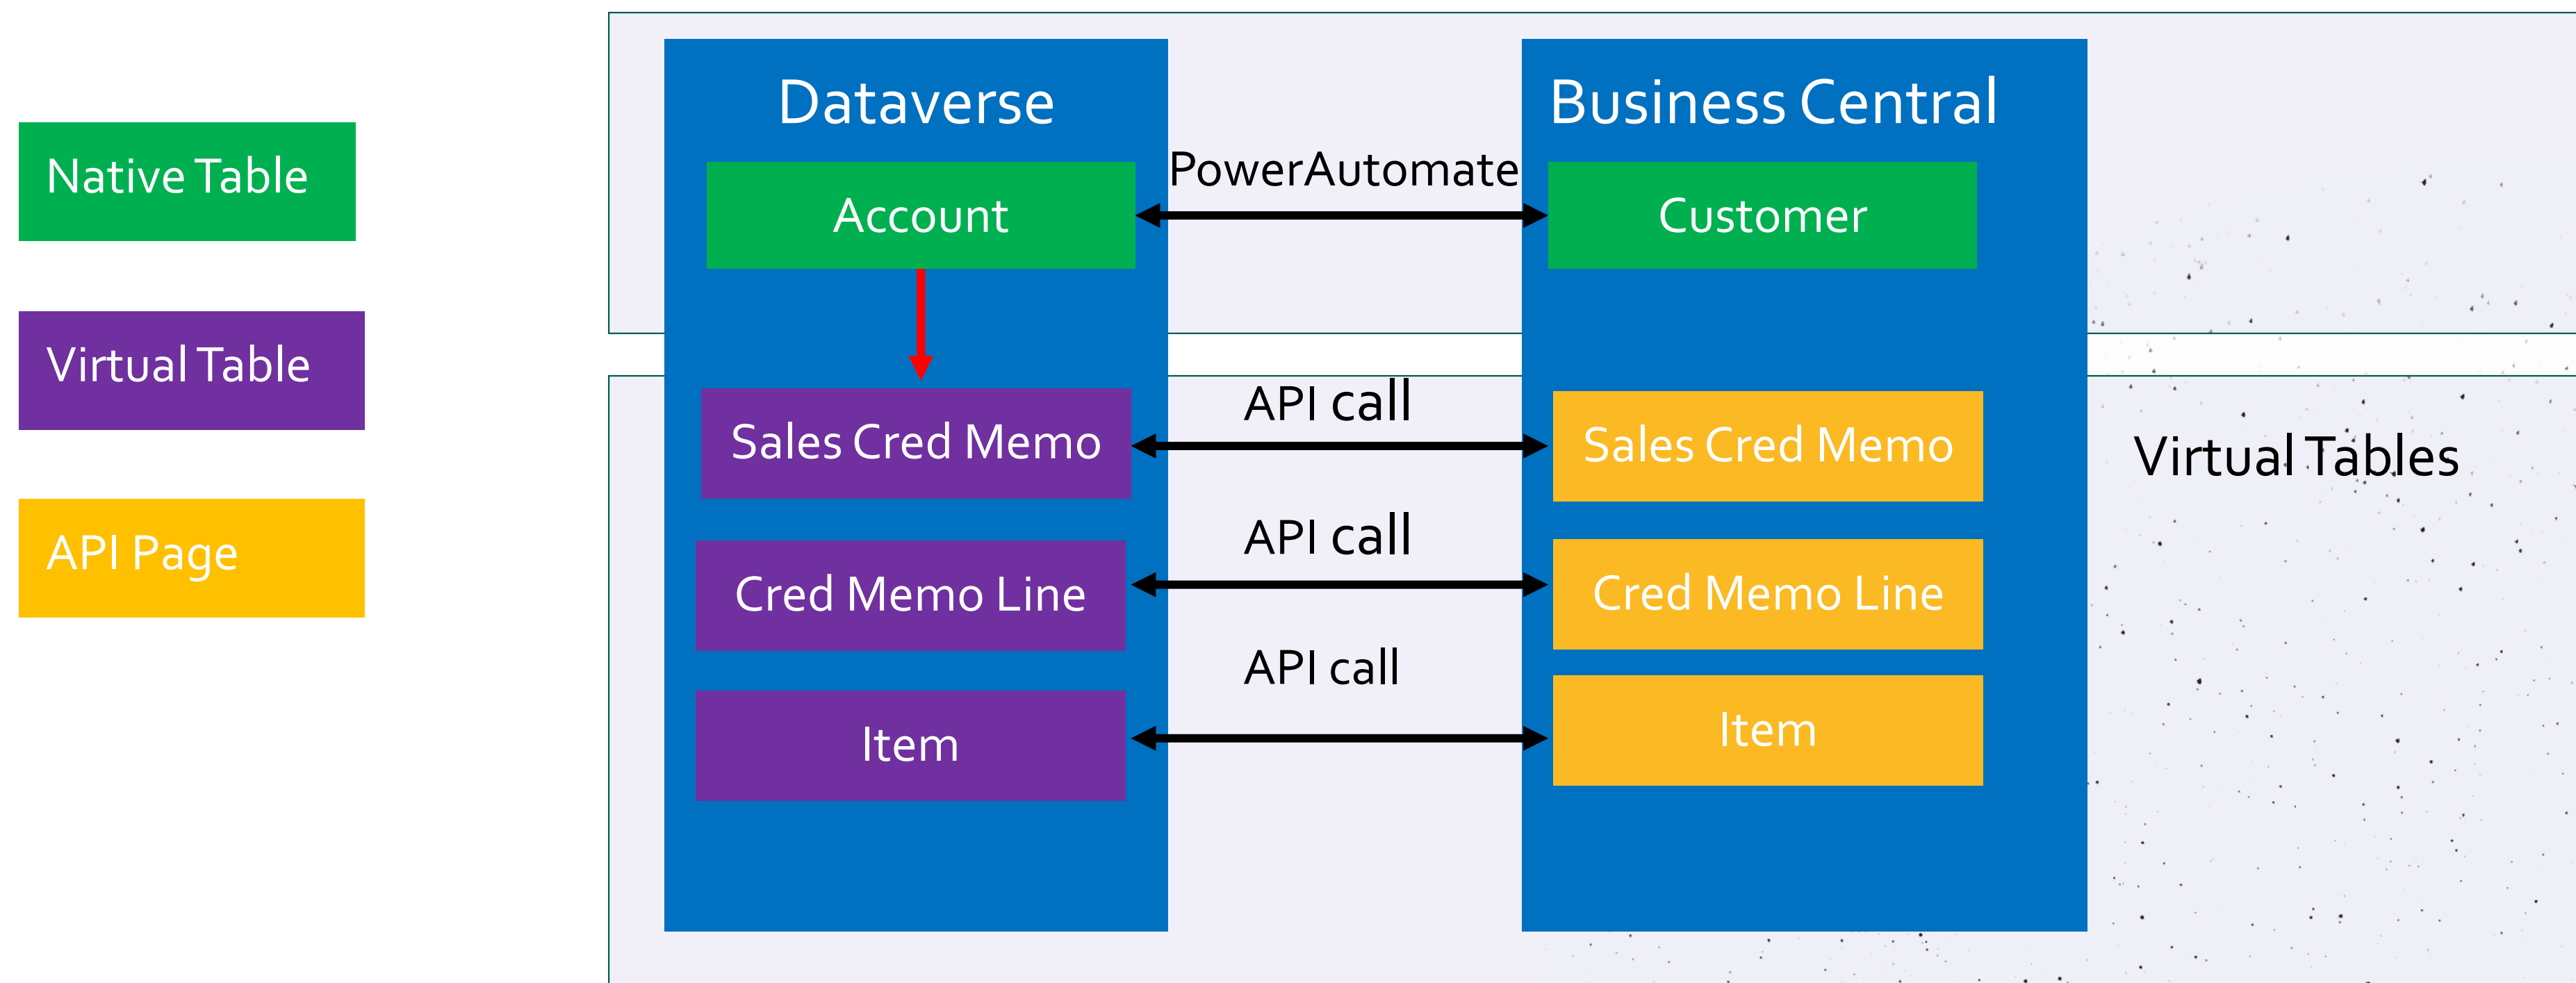 Native Table
Virtual Table
API Page
Dataverse
Business Central
PowerAutomate
Account
Customer
API call
Sales Cred Memo
Sales Cred Memo
Virtual Tables
API call
Cred Memo Line
Cred Memo Line
API call
Item
Item